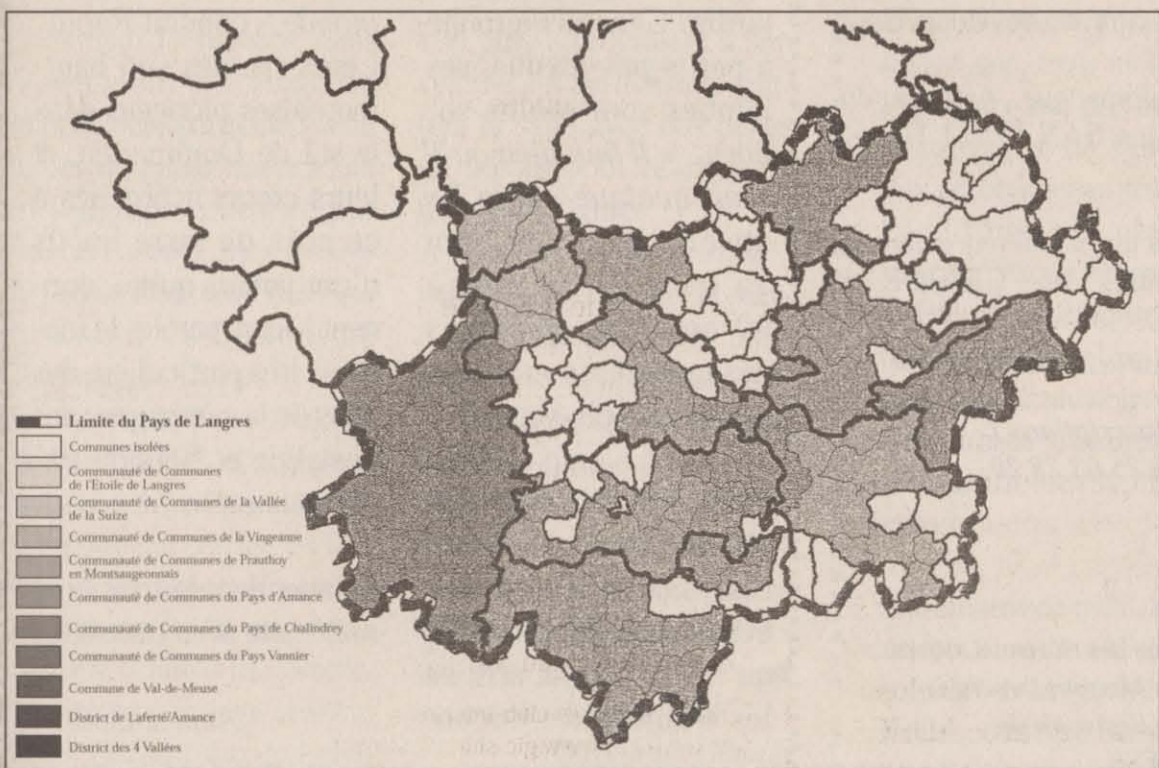 Limite du Pays de Langres
Communes isolées
Communauté de Communes
de l'Etoile de Langres
Communauté de Communes de la Vallée
de la Suize
Communauté de Communes de la Vingeanne
Communauté de Communes de Prauthoy
en Montsaugeonnais
Communauté de Communes du Pays d'Amance
Communauté de Communes du Pays de Chalindrey
Communauté de Communes du Pays Vannier
Commune de Val-de-Meuse
District de Laferté/Amance
District des 4 Vallées